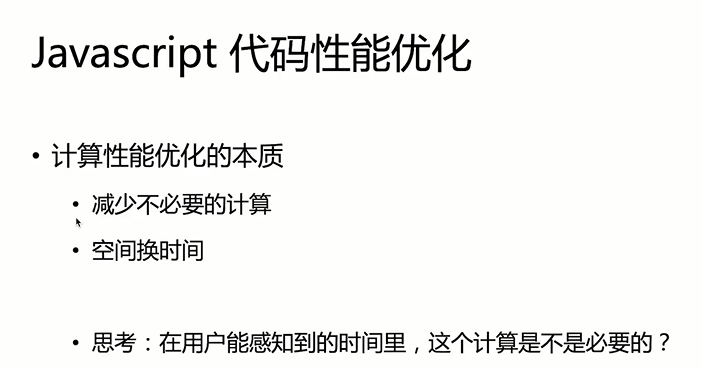 Javascript 代码性能优化
• 计算性能优化的本质
• 减少不必要的计算
• 空间换时间
• 思考：在用户能感知到的时间里，这个计算是不是必要的？